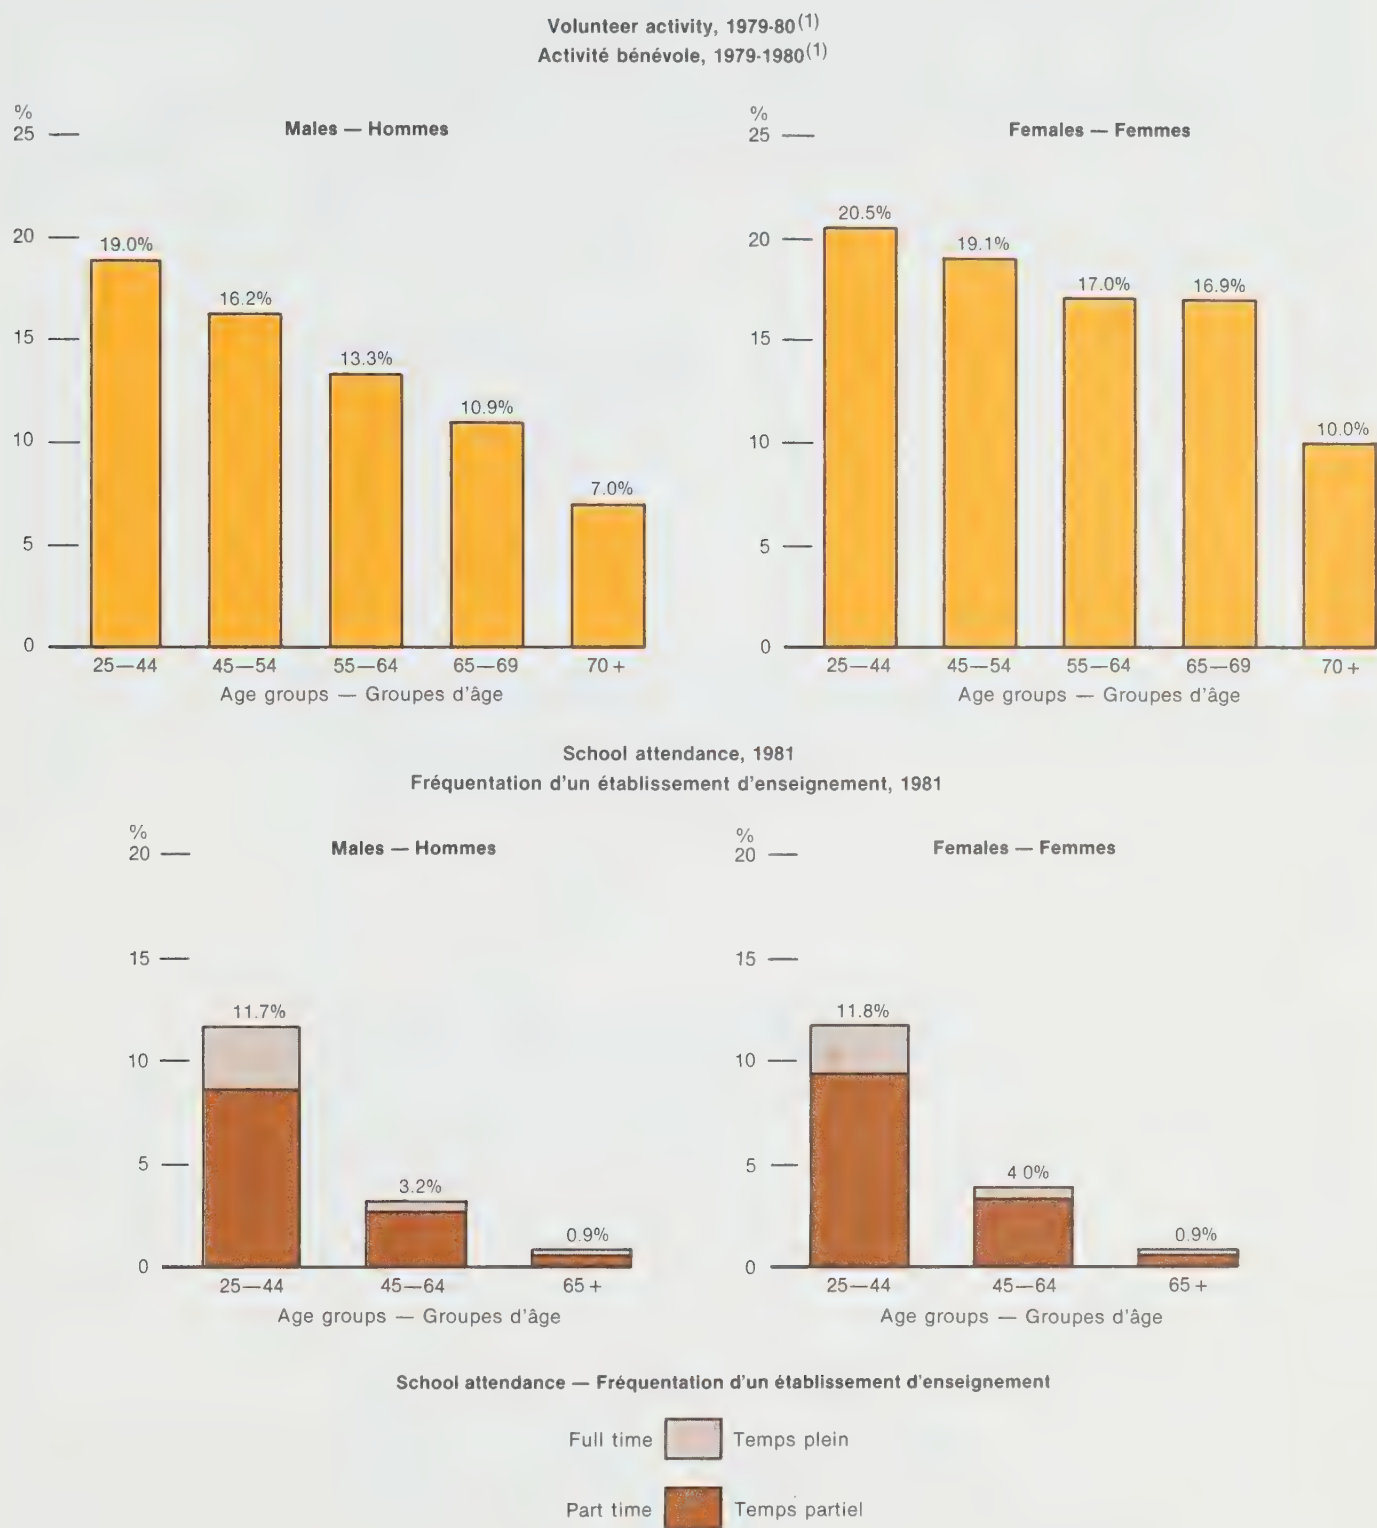 Volunteer activity, 1979-80(1)
Activité bénévole, 1979-1980(1)
%
25
Males — Hommes
20
15
10
5
0
19.0%
16.2%
13.3%
10.9%
7.0%
25—44 45—54 55—64 65—69 70 +
Age groups — Groupes d'âge
%
25
Females — Femmes
20
15
10
5
0
20.5%
19.1%
17.0%
16.9%
10.0%
25—44 45—54 55—64 65—69 70 +
Age groups — Groupes d'âge
School attendance, 1981
Fréquentation d'un établissement d'enseignement, 1981
%
20
Males — Hommes
15
10
5
0
11.7%
3.2%
0.9%
25—44 45—64 65 +
Age groups — Groupes d'âge
%
20
Females — Femmes
15
10
5
0
11.8%
4 0%
0.9%
25—44 45—64 65 +
Age groups — Groupes d'âge
School attendance — Fréquentation d'un établissement d'enseignement
Full time Temps plein
Part time Temps partiel